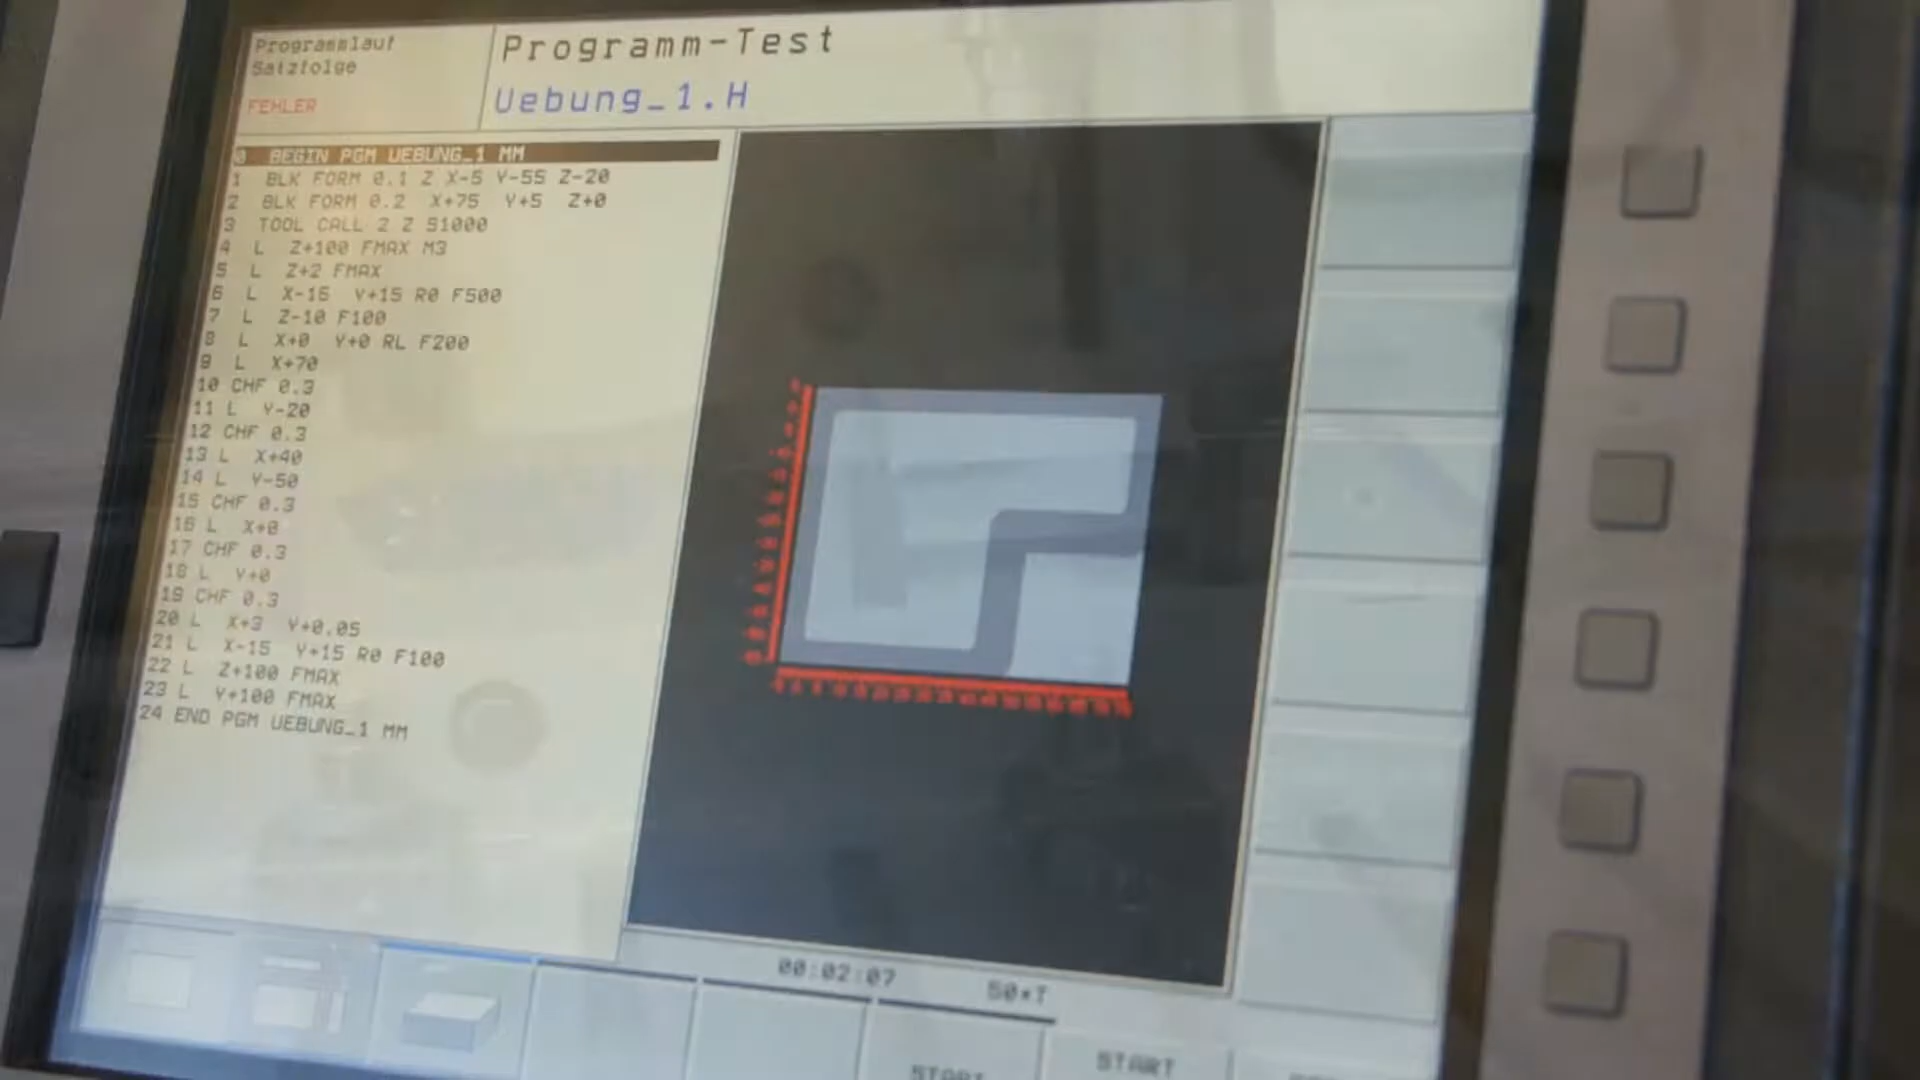 Programmlauf
Satzfolge
FEHLER
Programm-Test
Uebung_1.H
0 BEGIN PGM UEBUNG_1 MM
1 BLK FORM 0.1 Z X-5 Y-55 Z-20
2 BLK FORM 0.2 X+75 Y+5 Z+0
3 TOOL CALL 2 Z S1000
4 L Z+100 FMAX M3
5 L Z+2 FMAX
6 L X-15 Y+15 R0 F500
7 L Z-10 F100
8 L X+0 Y+0 RL F200
9 L X+70
10 CHF 0.3
11 L Y-20
12 CHF 0.3
13 L X+40
14 L Y-50
15 CHF 0.3
16 L X+0
17 CHF 0.3
18 L Y+0
19 CHF 0.3
20 L X+3 Y+0.05
21 L X-15 Y+15 R0 F100
22 L Z+100 FMAX
23 L Y+100 FMAX
24 END PGM UEBUNG_1 MM
00:02:07
50*T
START
START